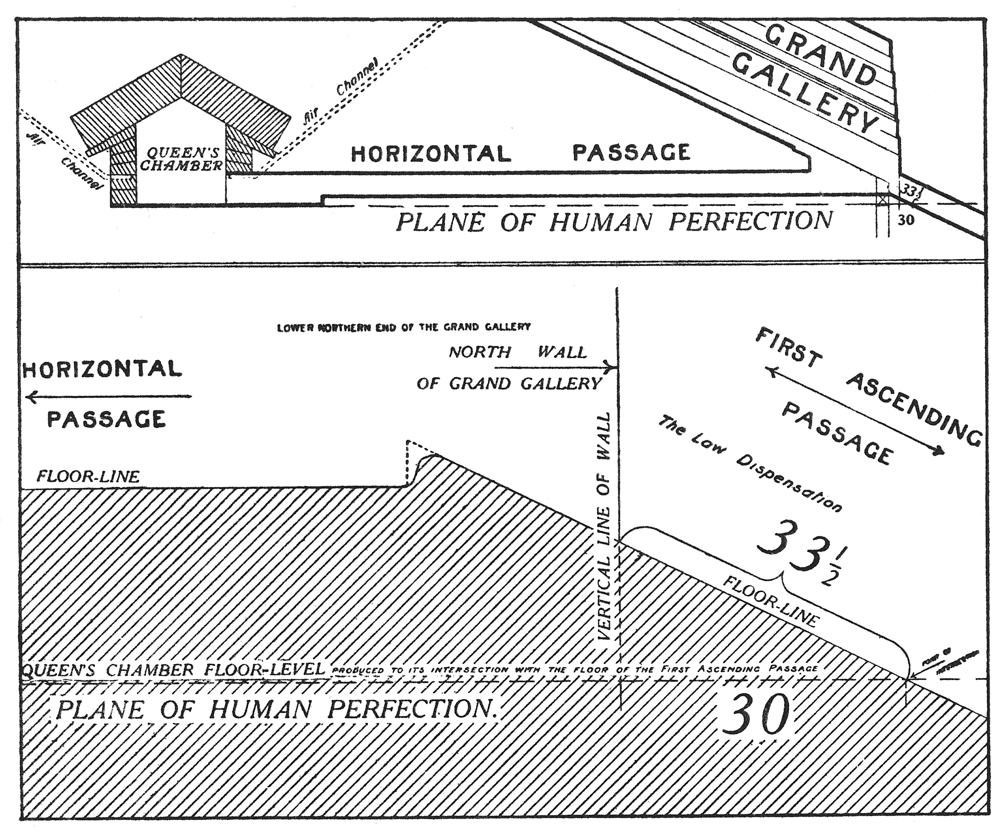 GRAND
GALLERY
Air Channel
Air Channel
QUEEN'S
CHAMBER
HORIZONTAL PASSAGE
33½
30
PLANE OF HUMAN PERFECTION
LOWER NORTHERN END OF THE GRAND GALLERY
NORTH WALL
OF GRAND GALLERY
HORIZONTAL
PASSAGE
FIRST ASCENDING
PASSAGE
The Law Dispensation
VERTICAL LINE OF WALL
FLOOR-LINE
33½
FLOOR-LINE
QUEEN'S CHAMBER FLOOR-LEVEL PRODUCED TO ITS INTERSECTION WITH THE FLOOR OF THE FIRST ASCENDING PASSAGE
PLANE OF HUMAN PERFECTION.
30